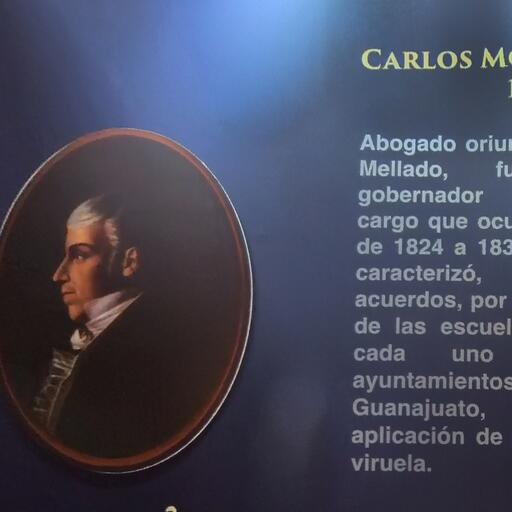 CARLOS MO
Abogado oriun
Mellado, fu
gobernador
cargo que ocu
de 1824 a 183
caracterizó,
acuerdos, por
de las escuel
cada uno
ayuntamientos
Guanajuato,
aplicación de
viruela.